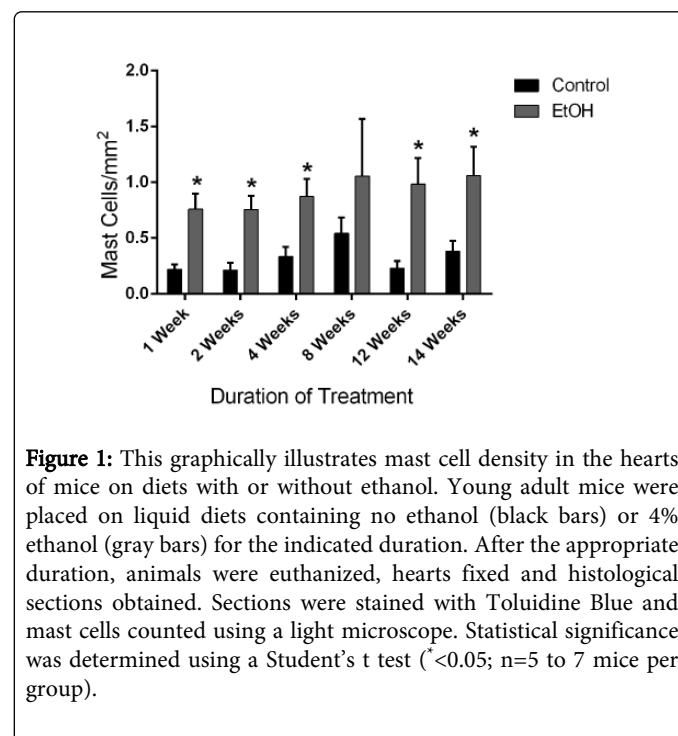 2.0
Control
EtOH
1.5
* * * * *
1.0
0.5
0.0
Mast Cells/mm²
1 Week
2 Weeks
4 Weeks
8 Weeks
12 Weeks
14 Weeks
Duration of Treatment
Figure 1: This graphically illustrates mast cell density in the hearts
of mice on diets with or without ethanol. Young adult mice were
placed on liquid diets containing no ethanol (black bars) or 4%
ethanol (gray bars) for the indicated duration. After the appropriate
duration, animals were euthanized, hearts fixed and histological
sections obtained. Sections were stained with Toluidine Blue and
mast cells counted using a light microscope. Statistical significance
was determined using a Student's t test (*<0.05; n=5 to 7 mice per
group).